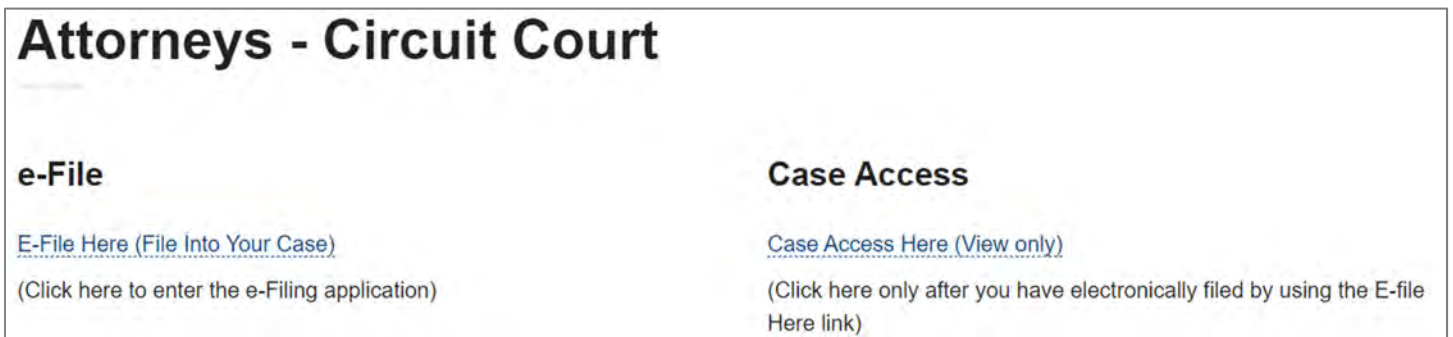 Attorneys - Circuit Court
e-File
E-File Here (File Into Your Case)
(Click here to enter the e-Filing application)
Case Access
Case Access Here (View only)
(Click here only after you have electronically filed by using the E-file
Here link)